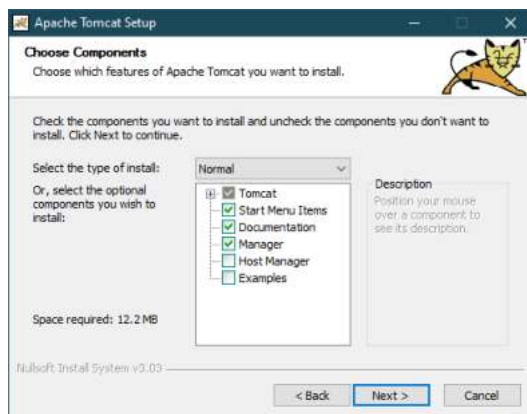 Apache Tomcat Setup
Choose Components
Choose which features of Apache Tomcat you want to install.
TM
Check the components you want to install and uncheck the components you don't want to
install. Click Next to continue.
Select the type of install:
Normal
Or, select the optional
components you wish to
install:
Tomcat
Start Menu Items
Documentation
Manager
Host Manager
Examples
Description
Position your mouse
over a component to
see its description.
Space required: 12.2 MB
Nullsoft Install System v3.03
< Back
Next >
Cancel